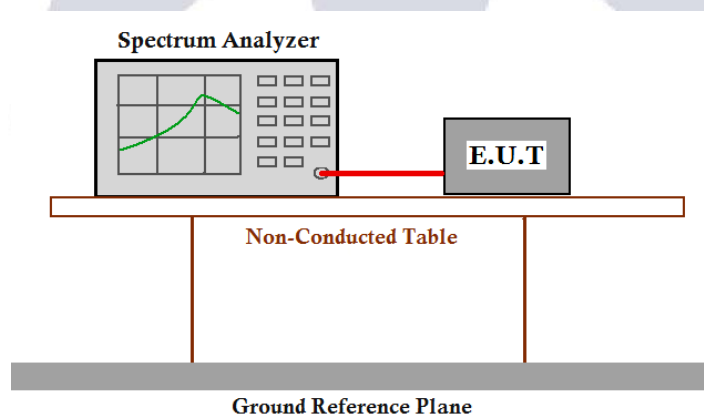 Spectrum Analyzer
E.U.T
Non-Conducted Table
Ground Reference Plane